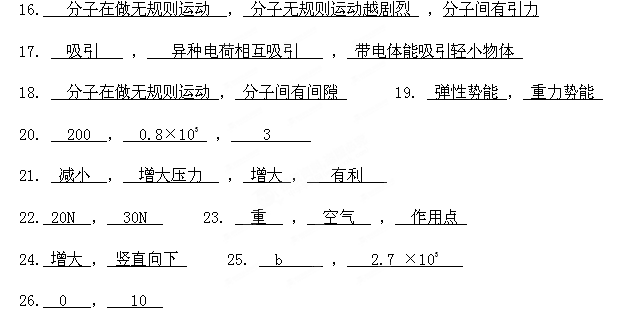 16. 分子在做无规则运动 , 分子无规则运动越剧烈 , 分子间有引力
17. 吸引 , 异种电荷相互吸引 , 带电体能吸引轻小物体
18. 分子在做无规则运动 , 分子间有间隙 19. 弹性势能 , 重力势能
20. 200 , 0.8×10⁵ , 3
21. 减小 , 增大压力 , 增大 , 有利
22. 20N , 30N 23. 重 , 空气 , 作用点
24. 增大 , 竖直向下 25. b , 2.7 ×10³
26. 0 , 10